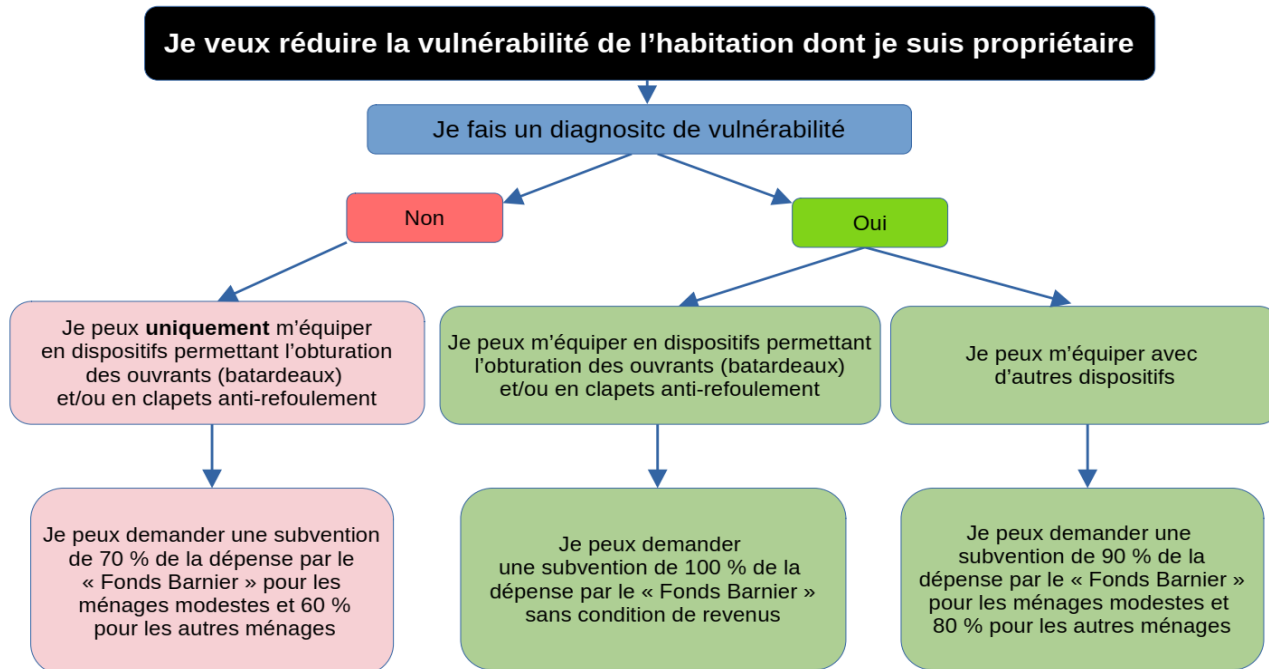 Je veux réduire la vulnérabilité de l’habitation dont je suis propriétaire
Je fais un diagnositc de vulnérabilité
Non
Oui
Je peux uniquement m’équiper
en dispositifs permettant l’obturation
des ouvrants (batardeaux)
et/ou en clapets anti-refoulement
Je peux m’équiper en dispositifs permettant
l’obturation des ouvrants (batardeaux)
et/ou en clapets anti-refoulement
Je peux m’équiper avec
d’autres dispositifs
Je peux demander une subvention
de 70 % de la dépense par le
« Fonds Barnier » pour les
ménages modestes et 60 %
pour les autres ménages
Je peux demander
une subvention de 100 % de la
dépense par le « Fonds Barnier »
sans condition de revenus
Je peux demander une
subvention de 90 % de la
dépense par le « Fonds Barnier »
pour les ménages modestes et
80 % pour les autres ménages